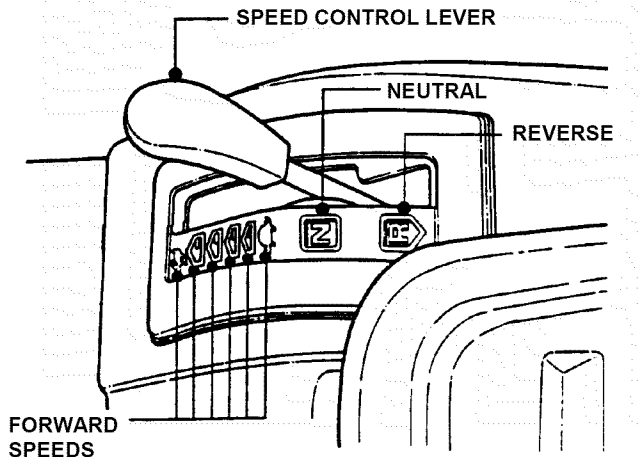 SPEED CONTROL LEVER
NEUTRAL
REVERSE
N
R
FORWARD
SPEEDS